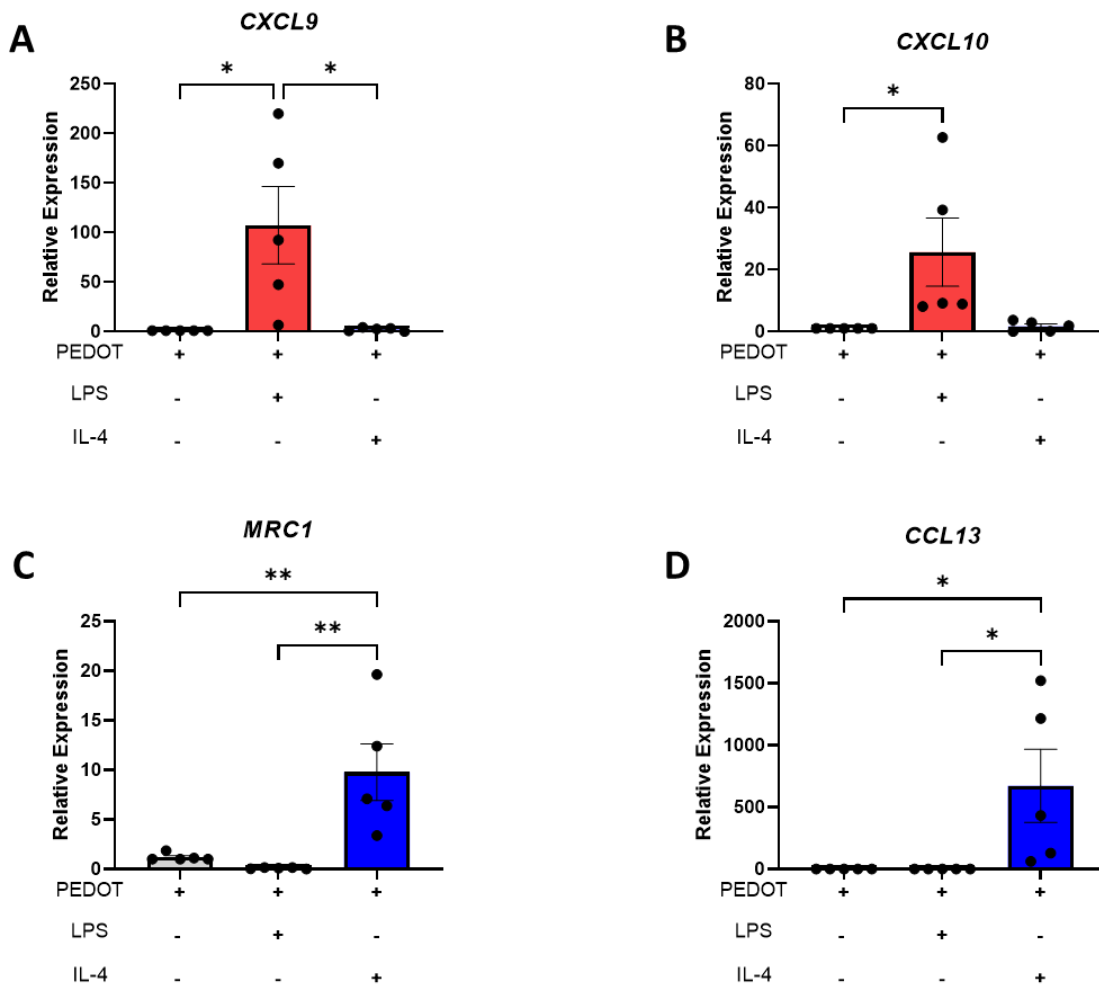 A
CXCL9
* *
Relative Expression
250
200
150
100
50
0
PEDOT + + +
LPS - + -
IL-4 - - +
B
CXCL10
*
Relative Expression
80
60
40
20
0
PEDOT + + +
LPS - + -
IL-4 - - +
C
MRC1
**
**
Relative Expression
25
20
15
10
5
0
PEDOT + + +
LPS - + -
IL-4 - - +
D
CCL13
*
*
Relative Expression
2000
1500
1000
500
0
PEDOT + + +
LPS - + -
IL-4 - - +